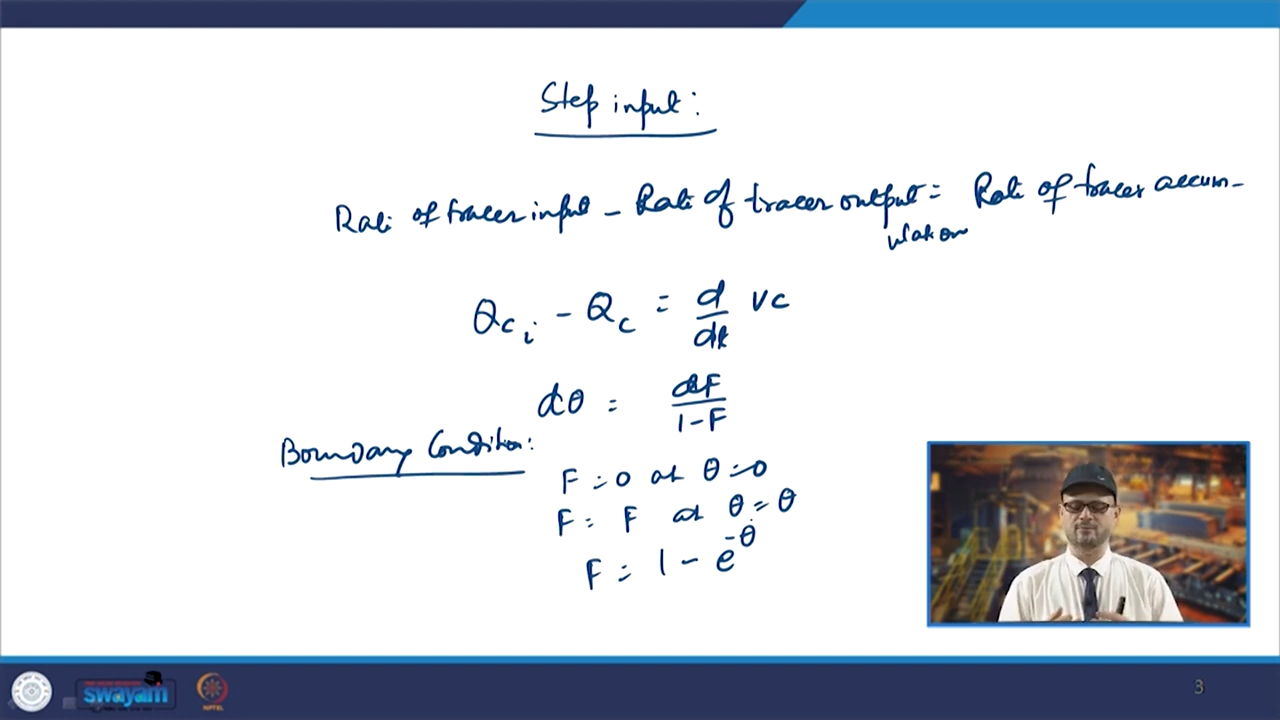 Step input:
Rate of tracer input - Rate of tracer output = Rate of tracer accum-
ulation
Qc_i - Qc = d/dt Vc
dθ = dF/1-F
Boundary Condition:
F = 0 at θ = 0
F = F at θ = θ
F = 1 - e^-θ
swayam
NPTEL
3